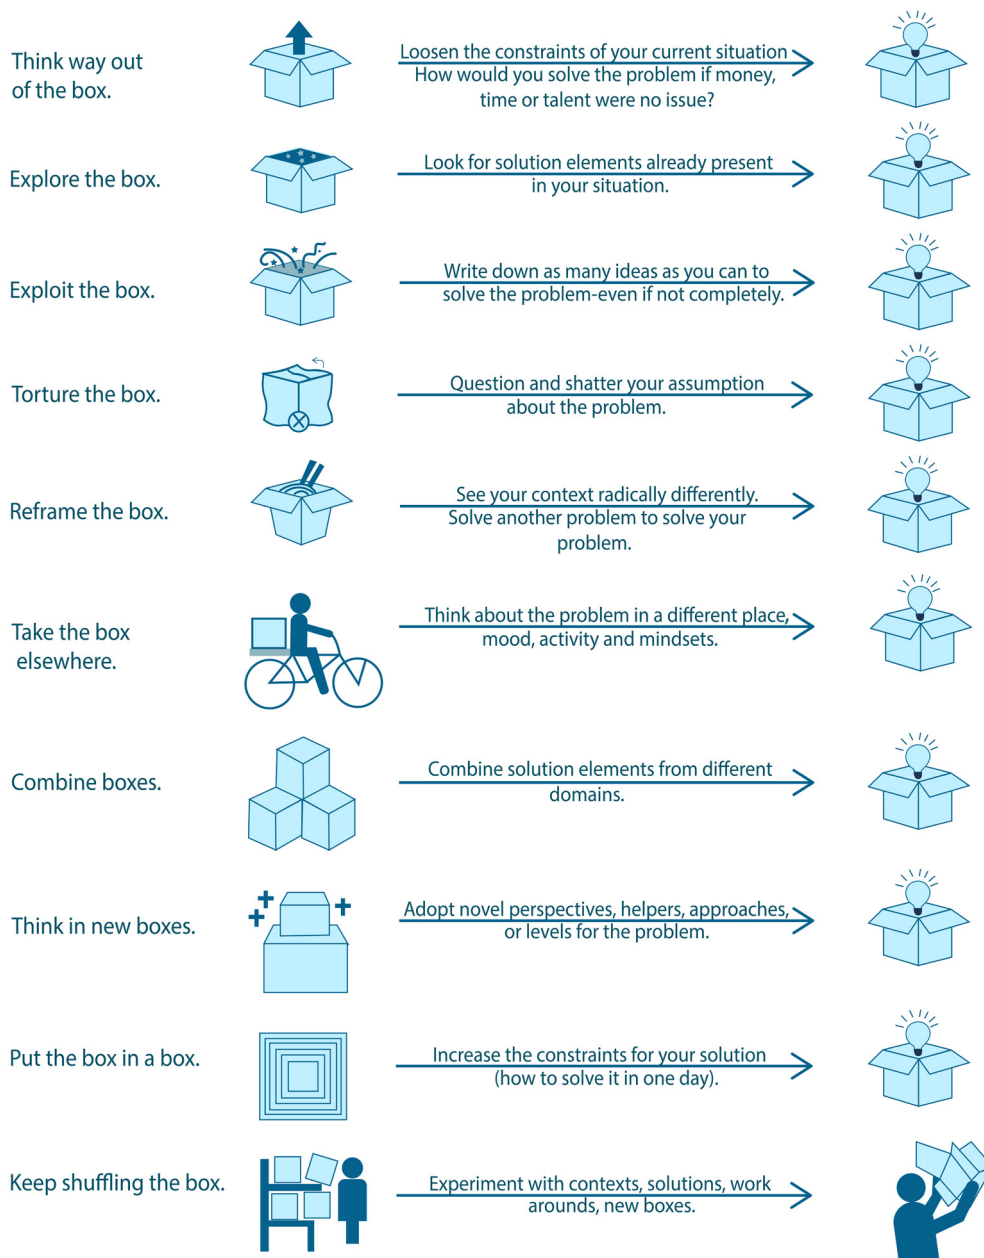 Think way out
of the box.
Loosen the constraints of your current situation
How would you solve the problem if money,
time or talent were no issue?
Explore the box.
Look for solution elements already present
in your situation.
Exploit the box.
Write down as many ideas as you can to
solve the problem-even if not completely.
Torture the box.
Question and shatter your assumption
about the problem.
Reframe the box.
See your context radically differently.
Solve another problem to solve your
problem.
Take the box
elsewhere.
Think about the problem in a different place,
mood, activity and mindsets.
Combine boxes.
Combine solution elements from different
domains.
Think in new boxes.
Adopt novel perspectives, helpers, approaches,
or levels for the problem.
Put the box in a box.
Increase the constraints for your solution
(how to solve it in one day).
Keep shuffling the box.
Experiment with contexts, solutions, work
arounds, new boxes.